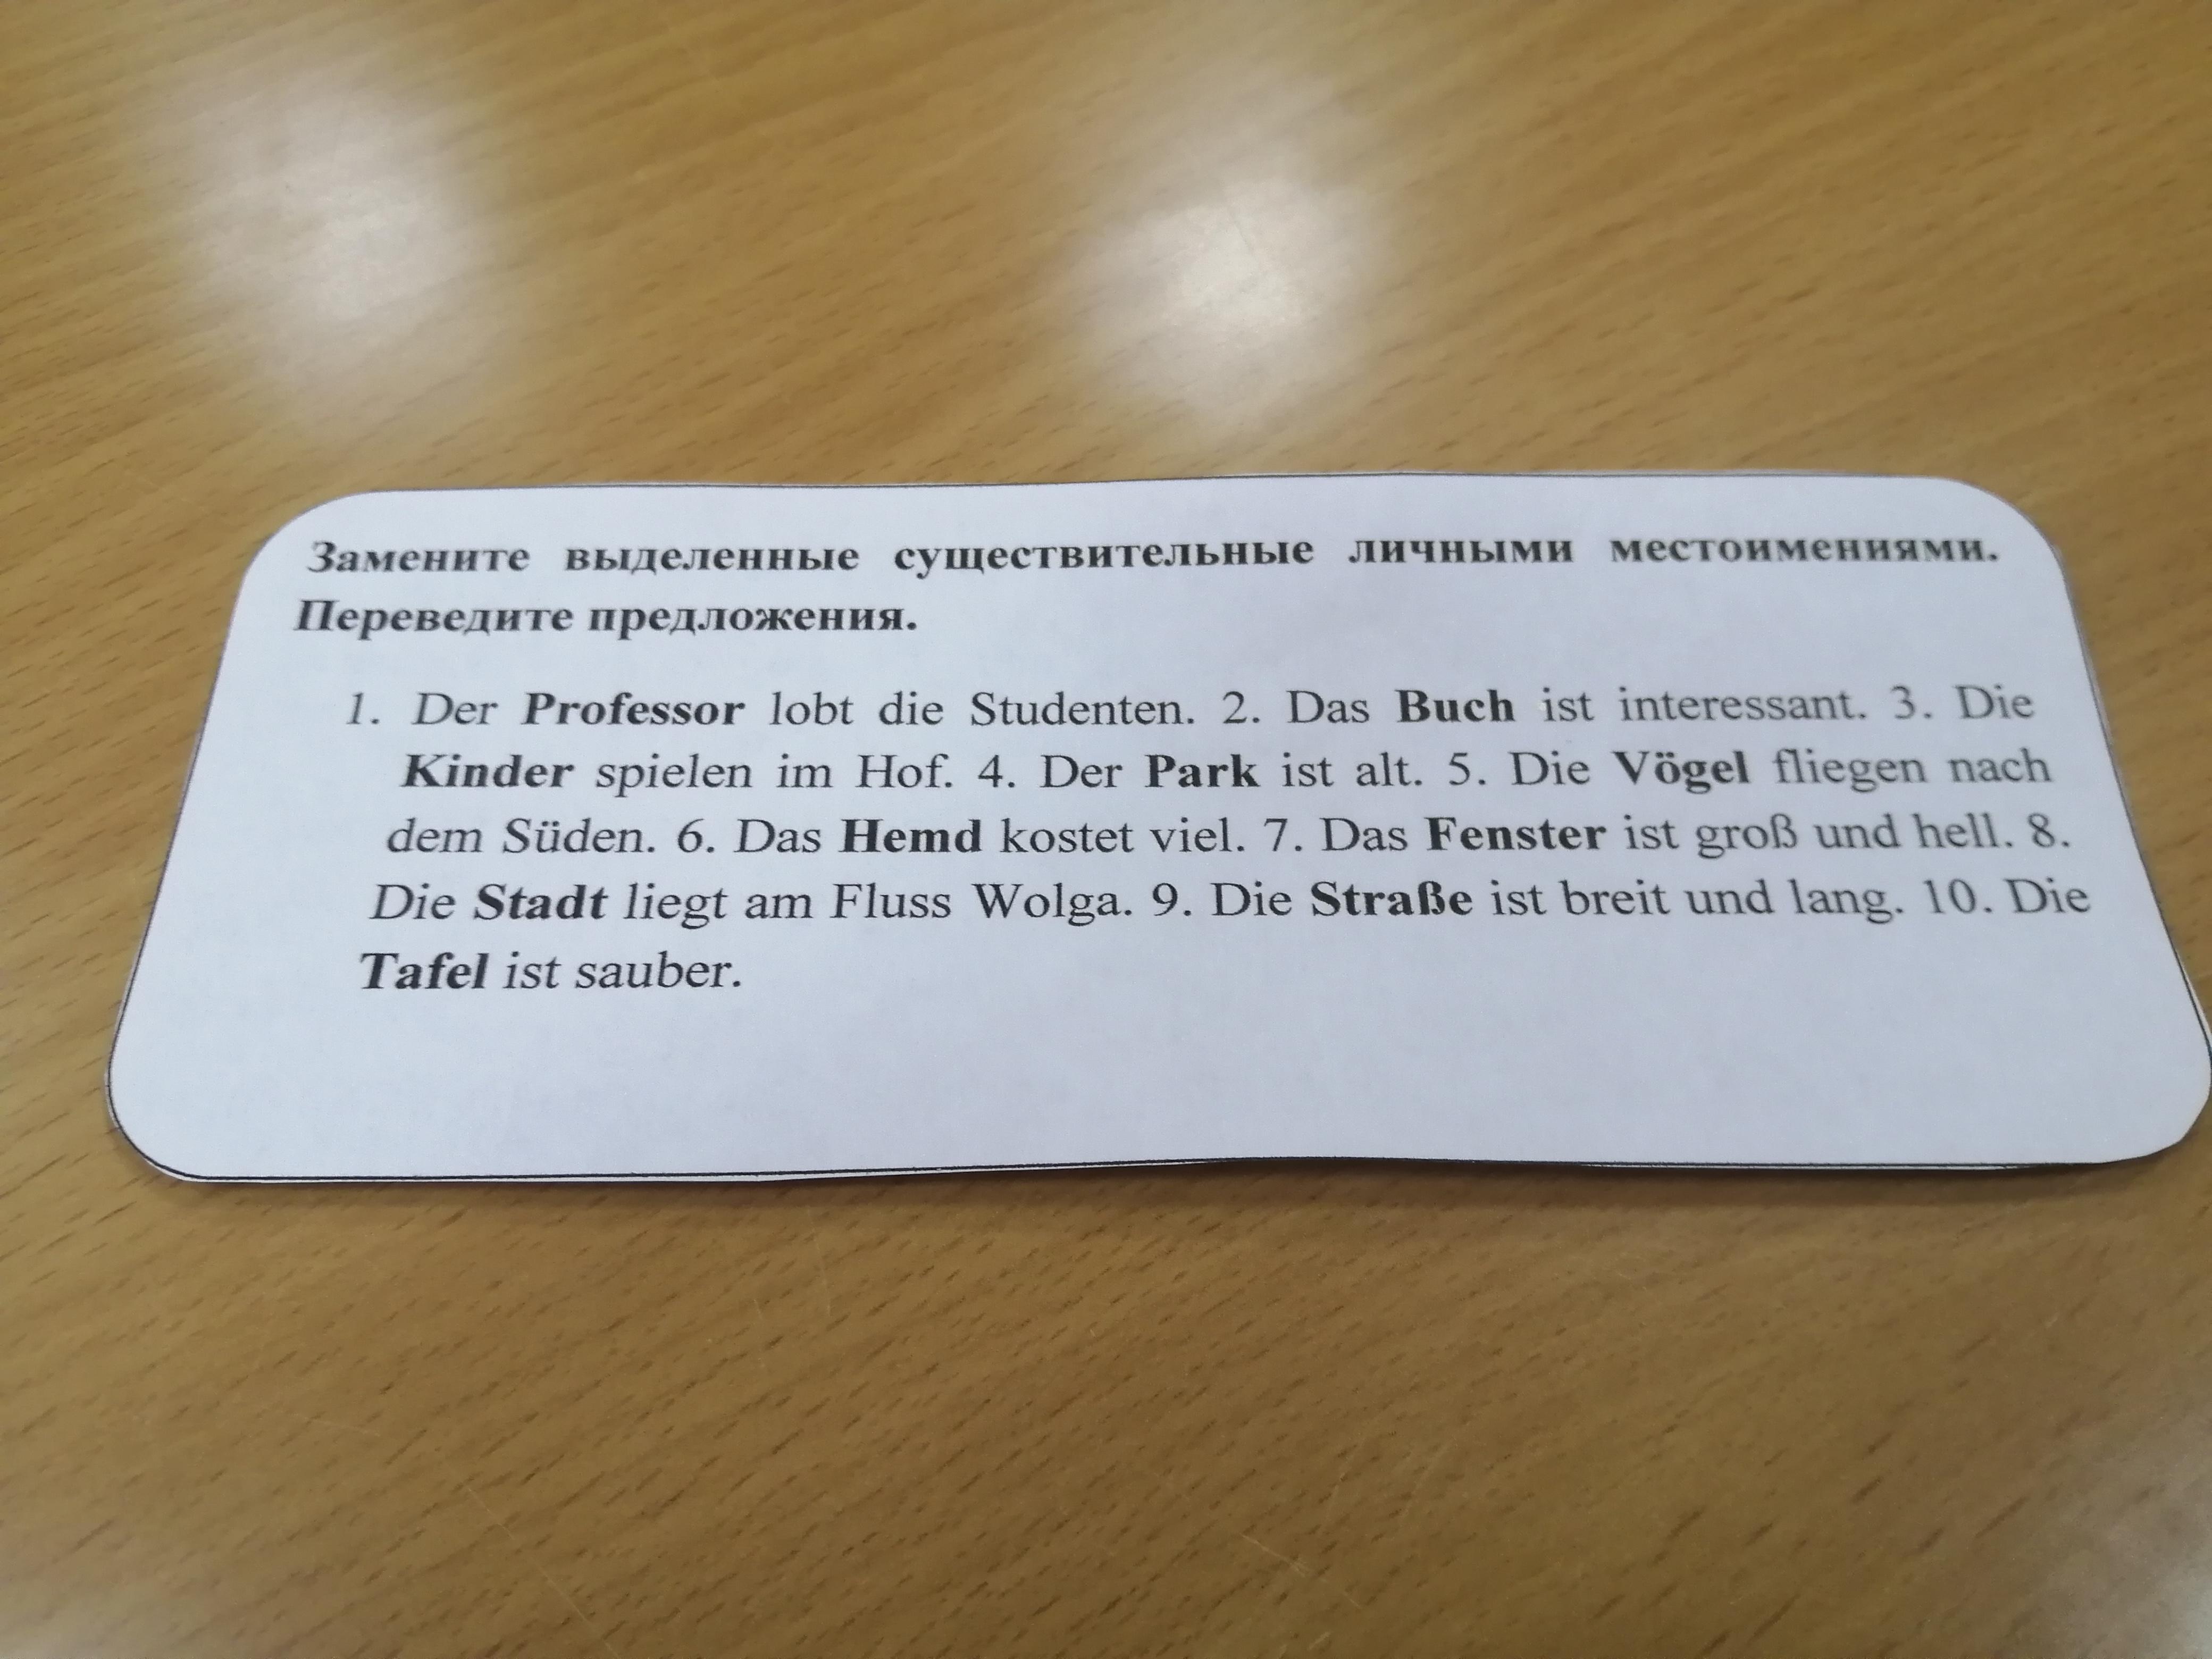 Замените выделенные существительные личными местоимениями.
Переведите предложения.
1. Der Professor lobt die Studenten. 2. Das Buch ist interessant. 3. Die
Kinder spielen im Hof. 4. Der Park ist alt. 5. Die Vögel fliegen nach
dem Süden. 6. Das Hemd kostet viel. 7. Das Fenster ist groß und hell. 8.
Die Stadt liegt am Fluss Wolga. 9. Die Straße ist breit und lang. 10. Die
Tafel ist sauber.